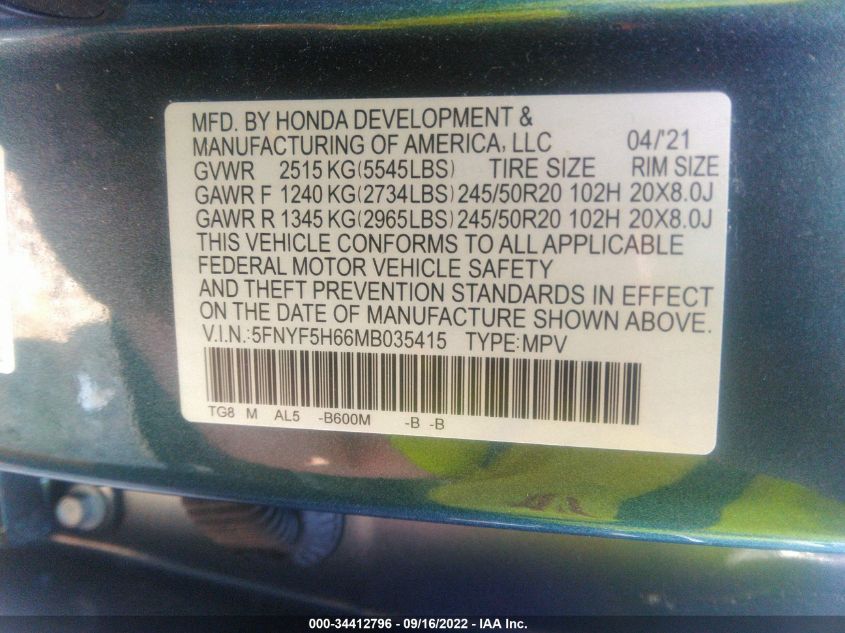 MFD. BY HONDA DEVELOPMENT &
MANUFACTURING OF AMERICA, LLC 04/'21
GVWR 2515 KG(5545LBS) TIRE SIZE RIM SIZE
GAWR F 1240 KG(2734LBS) 245/50R20 102H 20X8.0J
GAWR R 1345 KG(2965LBS) 245/50R20 102H 20X8.0J
THIS VEHICLE CONFORMS TO ALL APPLICABLE
FEDERAL MOTOR VEHICLE SAFETY
AND THEFT PREVENTION STANDARDS IN EFFECT
ON THE DATE OF MANUFACTURE SHOWN ABOVE.
V.I.N.:5FNYF5H66MB035415 TYPE:MPV
TG8 M AL5 -B600M -B -B
000-34412796 - 09/16/2022 - IAA Inc.